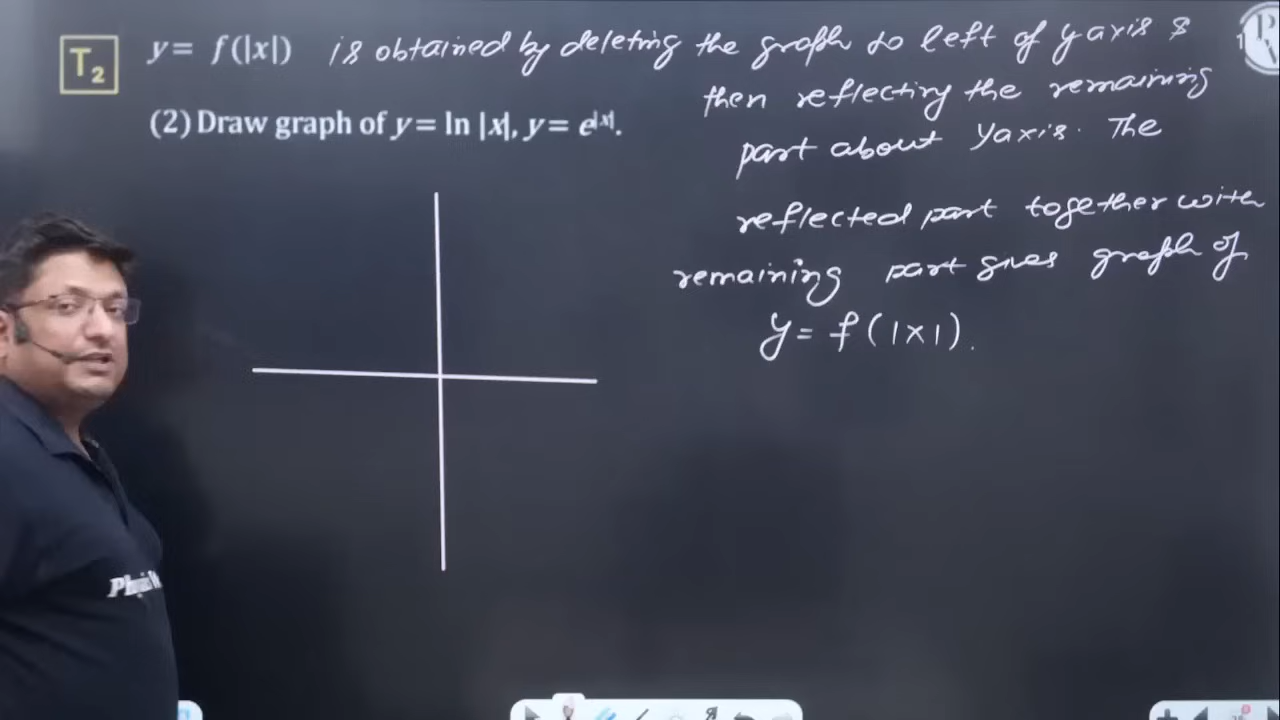 T2 y = f(|x|) is obtained by deleting the graph to left of y axis &
then reflecting the remaining
(2) Draw graph of y = ln |x|, y = e^|x|.
part about y axis. The
reflected part together with
remaining part gives graph of
y = f(|x|).